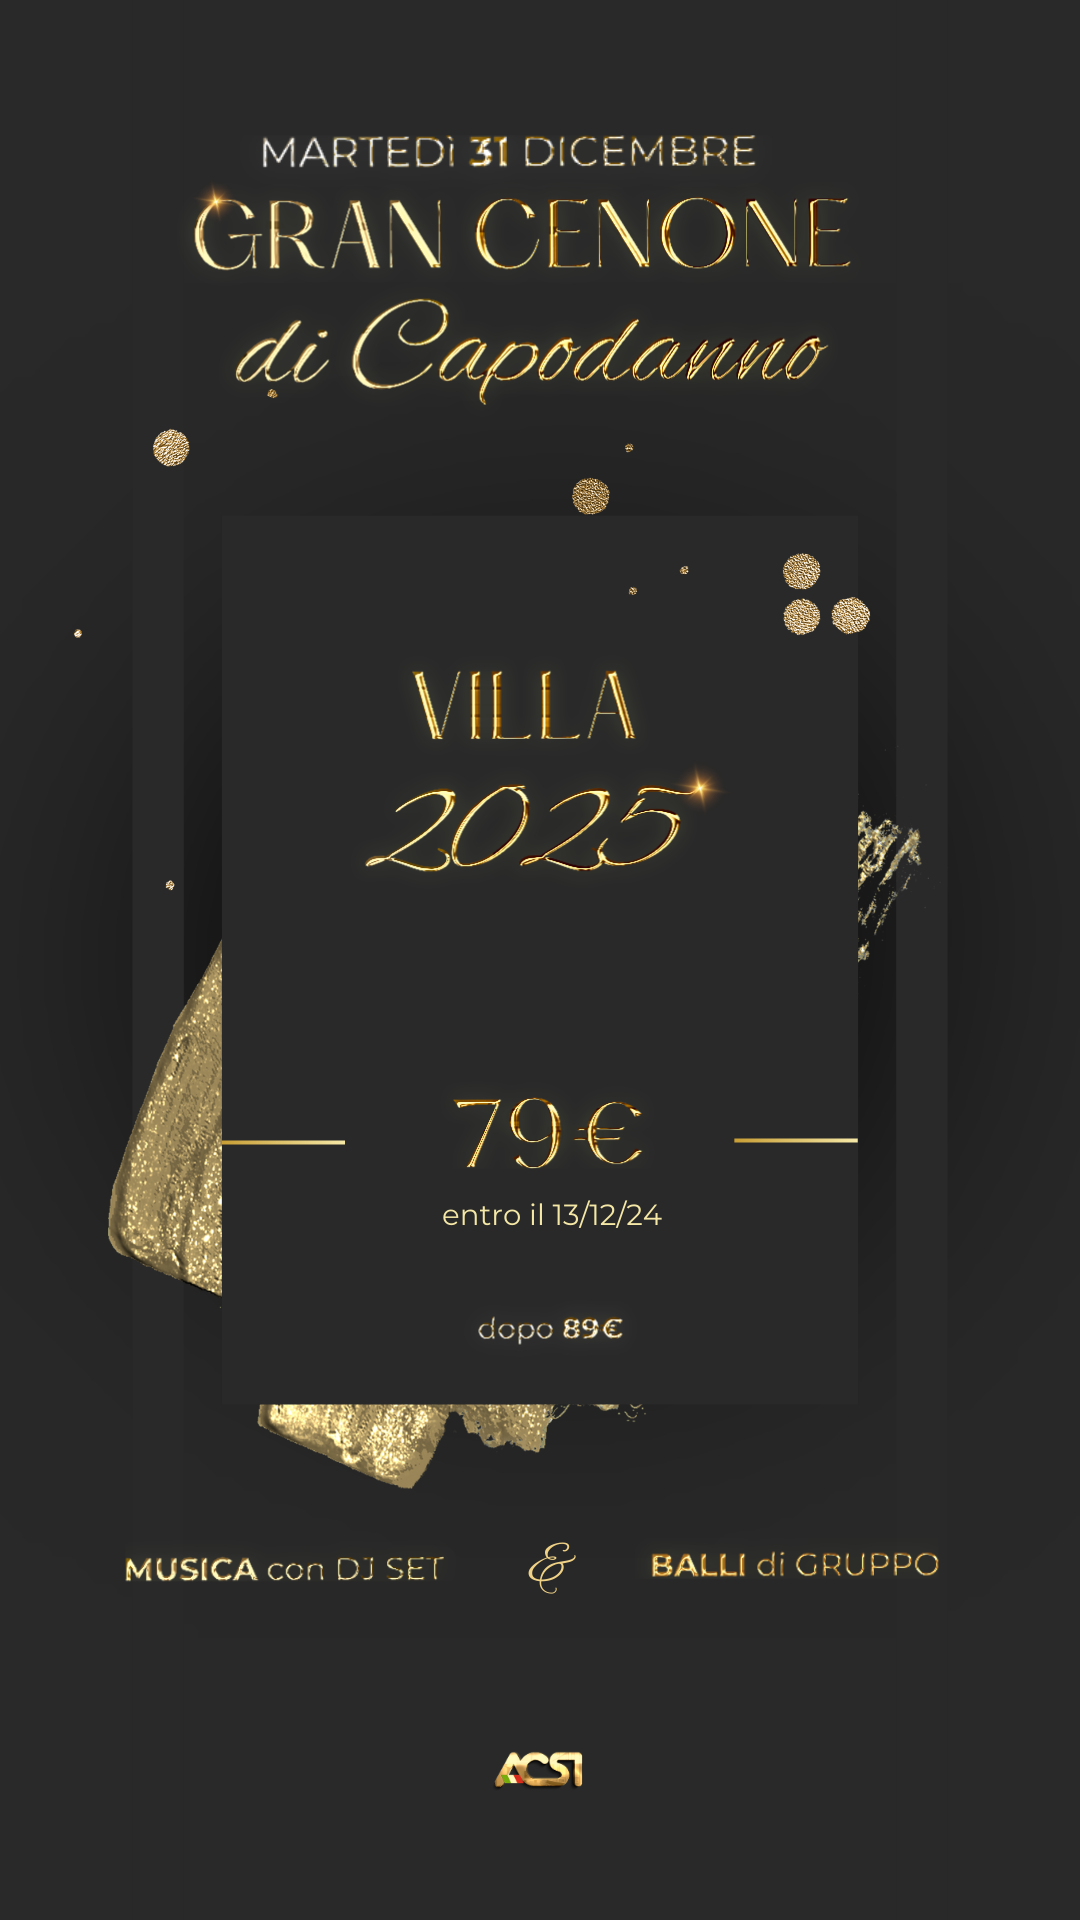 MARTEDì 31 DICEMBRE
GRAN CENONE
di Capodanno
VILLA
2025
79€
entro il 13/12/24
dopo 89€
MUSICA con DJ SET & BALLI di GRUPPO
ACSI